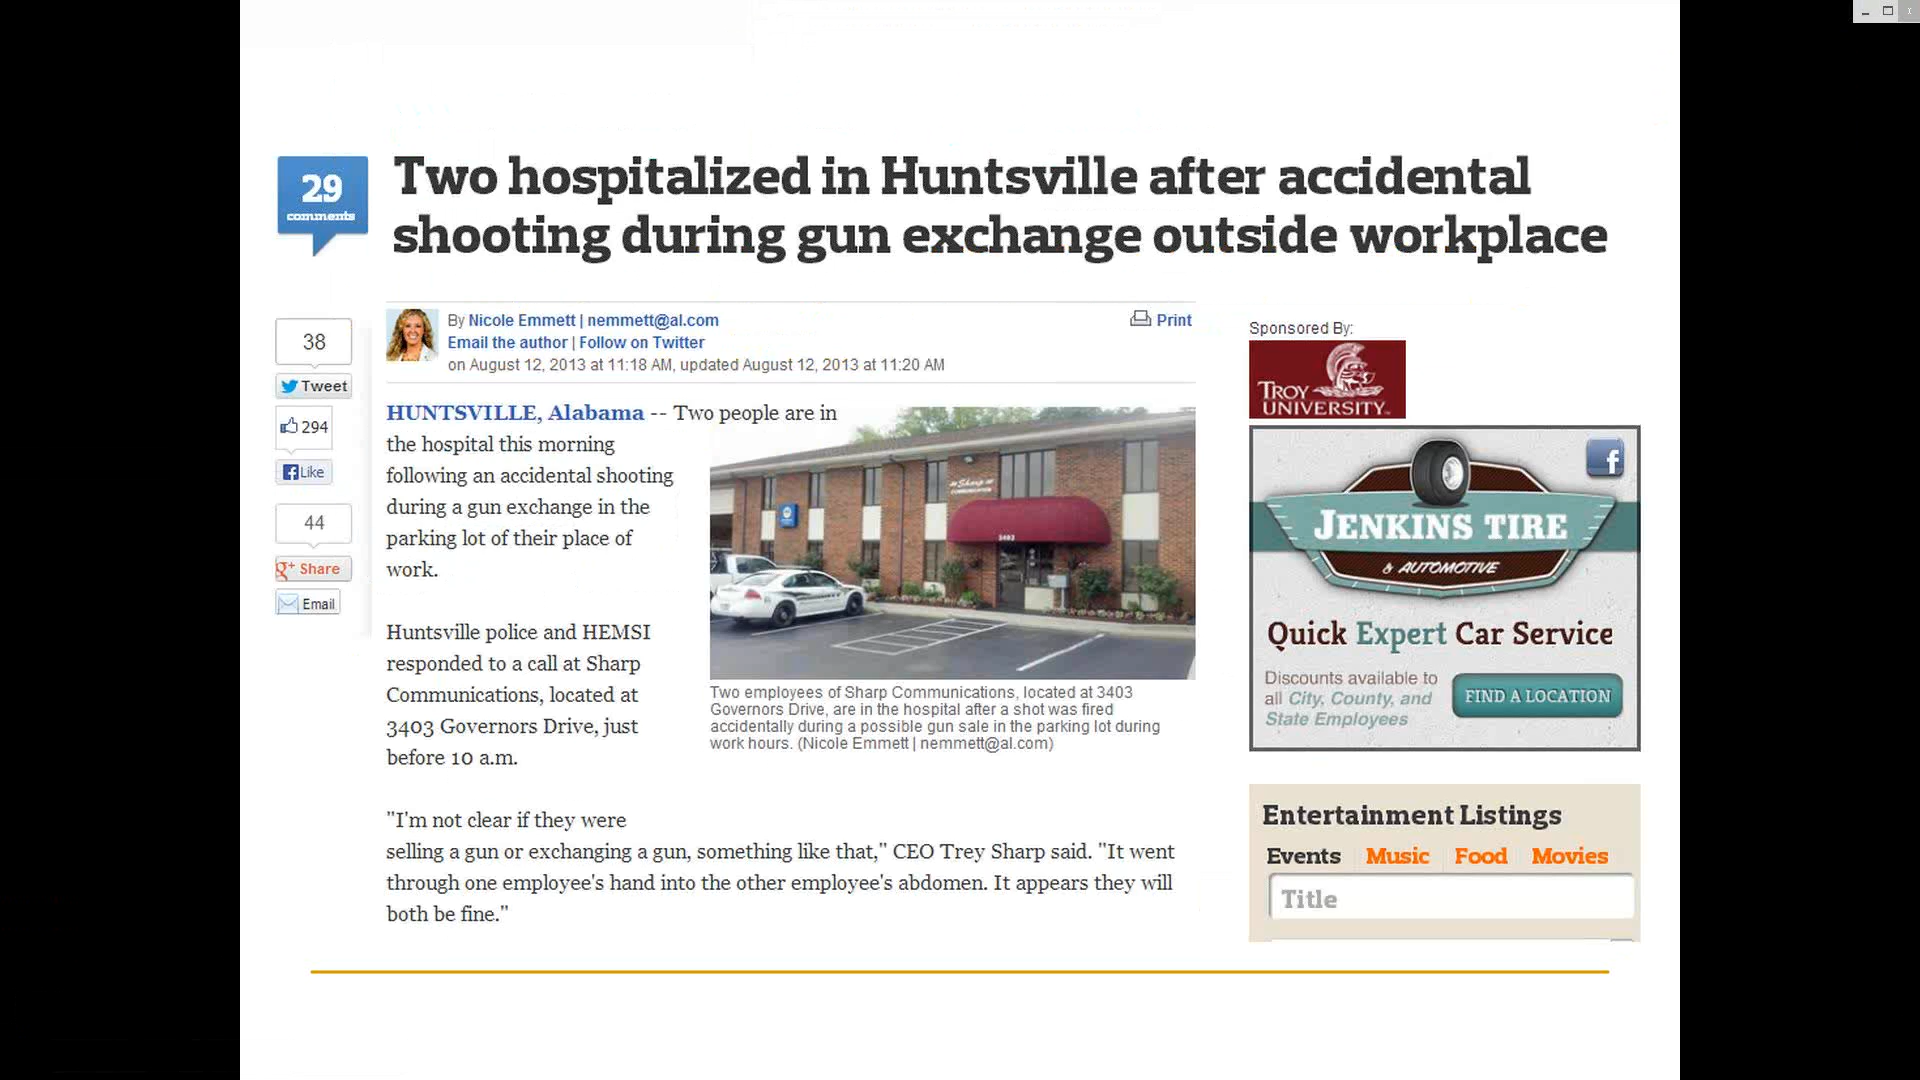 29
comments
Two hospitalized in Huntsville after accidental
shooting during gun exchange outside workplace
38
Tweet
294
Like
44
g+ Share
Email
By Nicole Emmett | nemmett@al.com
Email the author | Follow on Twitter
on August 12, 2013 at 11:18 AM, updated August 12, 2013 at 11:20 AM
Print
HUNTSVILLE, Alabama -- Two people are in
the hospital this morning
following an accidental shooting
during a gun exchange in the
parking lot of their place of
work.
Huntsville police and HEMSI
responded to a call at Sharp
Communications, located at
3403 Governors Drive, just
before 10 a.m.
"I'm not clear if they were
selling a gun or exchanging a gun, something like that," CEO Trey Sharp said. "It went
through one employee's hand into the other employee's abdomen. It appears they will
both be fine."
Sharp
COMMUNICATION
3403
Two employees of Sharp Communications, located at 3403
Governors Drive, are in the hospital after a shot was fired
accidentally during a possible gun sale in the parking lot during
work hours. (Nicole Emmett | nemmett@al.com)
Sponsored By:
TROY
UNIVERSITY
f
JENKINS TIRE
& AUTOMOTIVE
Quick Expert Car Service
Discounts available to
all City, County, and
State Employees
FIND A LOCATION
Entertainment Listings
Events Music Food Movies
Title